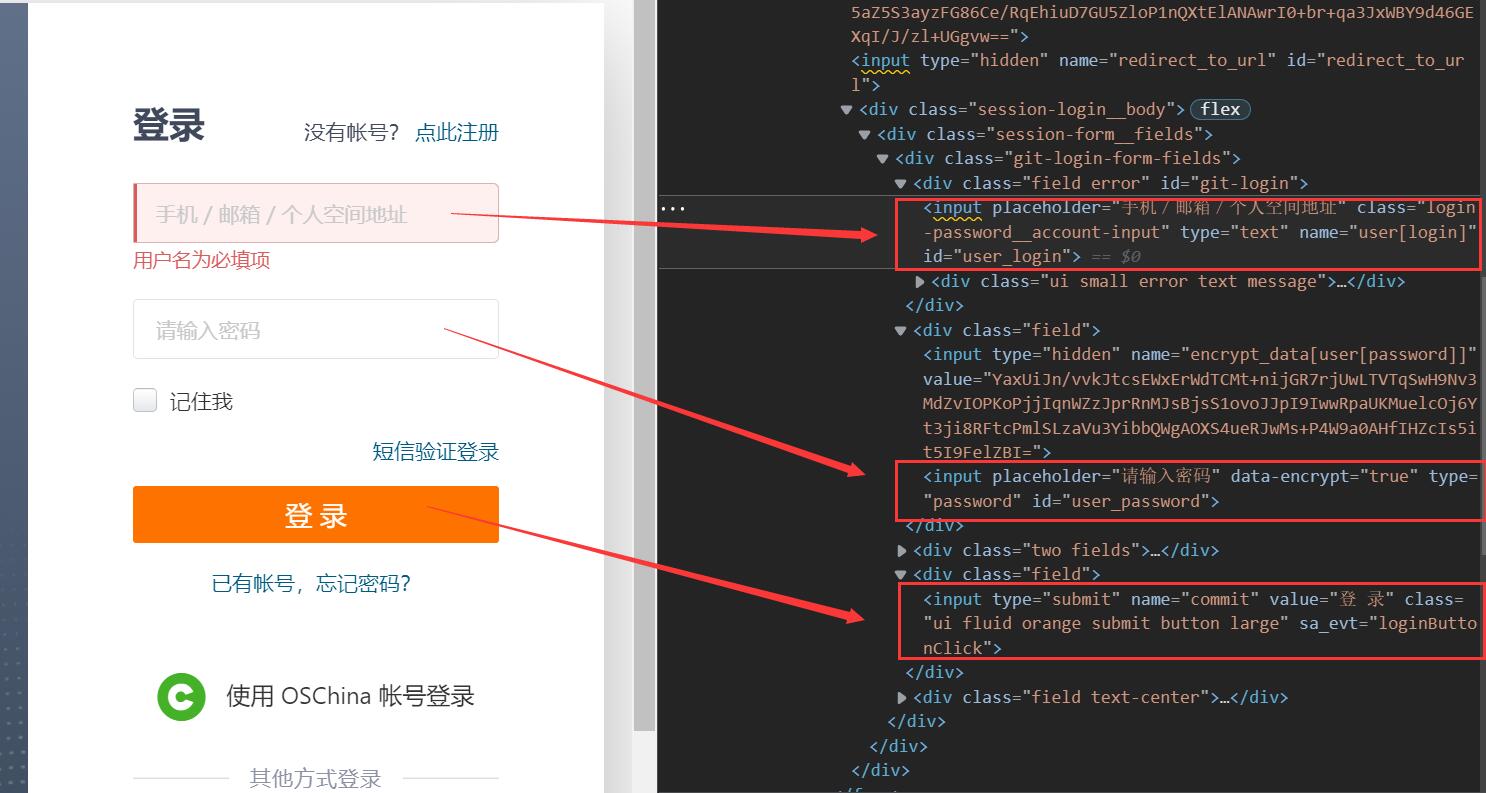 登录
没有帐号? 点此注册
手机 / 邮箱 / 个人空间地址
用户名为必填项
请输入密码
记住我
短信验证登录
登 录
已有帐号，忘记密码?
使用 OSChina 帐号登录
其他方式登录
5aZ5S3ayzFG86Ce/RqEhiuD7GU5ZloP1nQXtElANAwrI0+br+qa3JxWBY9d46GE
XqI/J/zl+UGgvw==">
<input type="hidden" name="redirect_to_url" id="redirect_to_ur
l">
<div class="session-login__body"> flex
<div class="session-form__fields">
<div class="git-login-form-fields">
<div class="field error" id="git-login">
...
<input placeholder="手机 / 邮箱 / 个人空间地址" class="login
-password__account-input" type="text" name="user[login]"
id="user_login"> == $0
<div class="ui small error text message">…</div>
</div>
<div class="field">
<input type="hidden" name="encrypt_data[user[password]]"
value="YaxUiJn/vvkJtcsEWxErWdTCMt+nijGR7rjUwLTVTqSwH9Nv3
MdZvIOPKoPjjIqnWZzJprRnMJsBjsS1ovoJJpI9IwwRpaUKMuelcOj6Y
t3ji8RFtcPmlSLzaVu3YibbQWgAOXS4ueRJwMs+P4W9a0AHfIHZcIs5i
t5I9FelZBI=">
<input placeholder="请输入密码" data-encrypt="true" type=
"password" id="user_password">
</div>
<div class="two fields">…</div>
<div class="field">
<input type="submit" name="commit" value="登 录" class=
"ui fluid orange submit button large" sa_evt="loginButto
nClick">
</div>
<div class="field text-center">…</div>
</div>
</div>
</div>